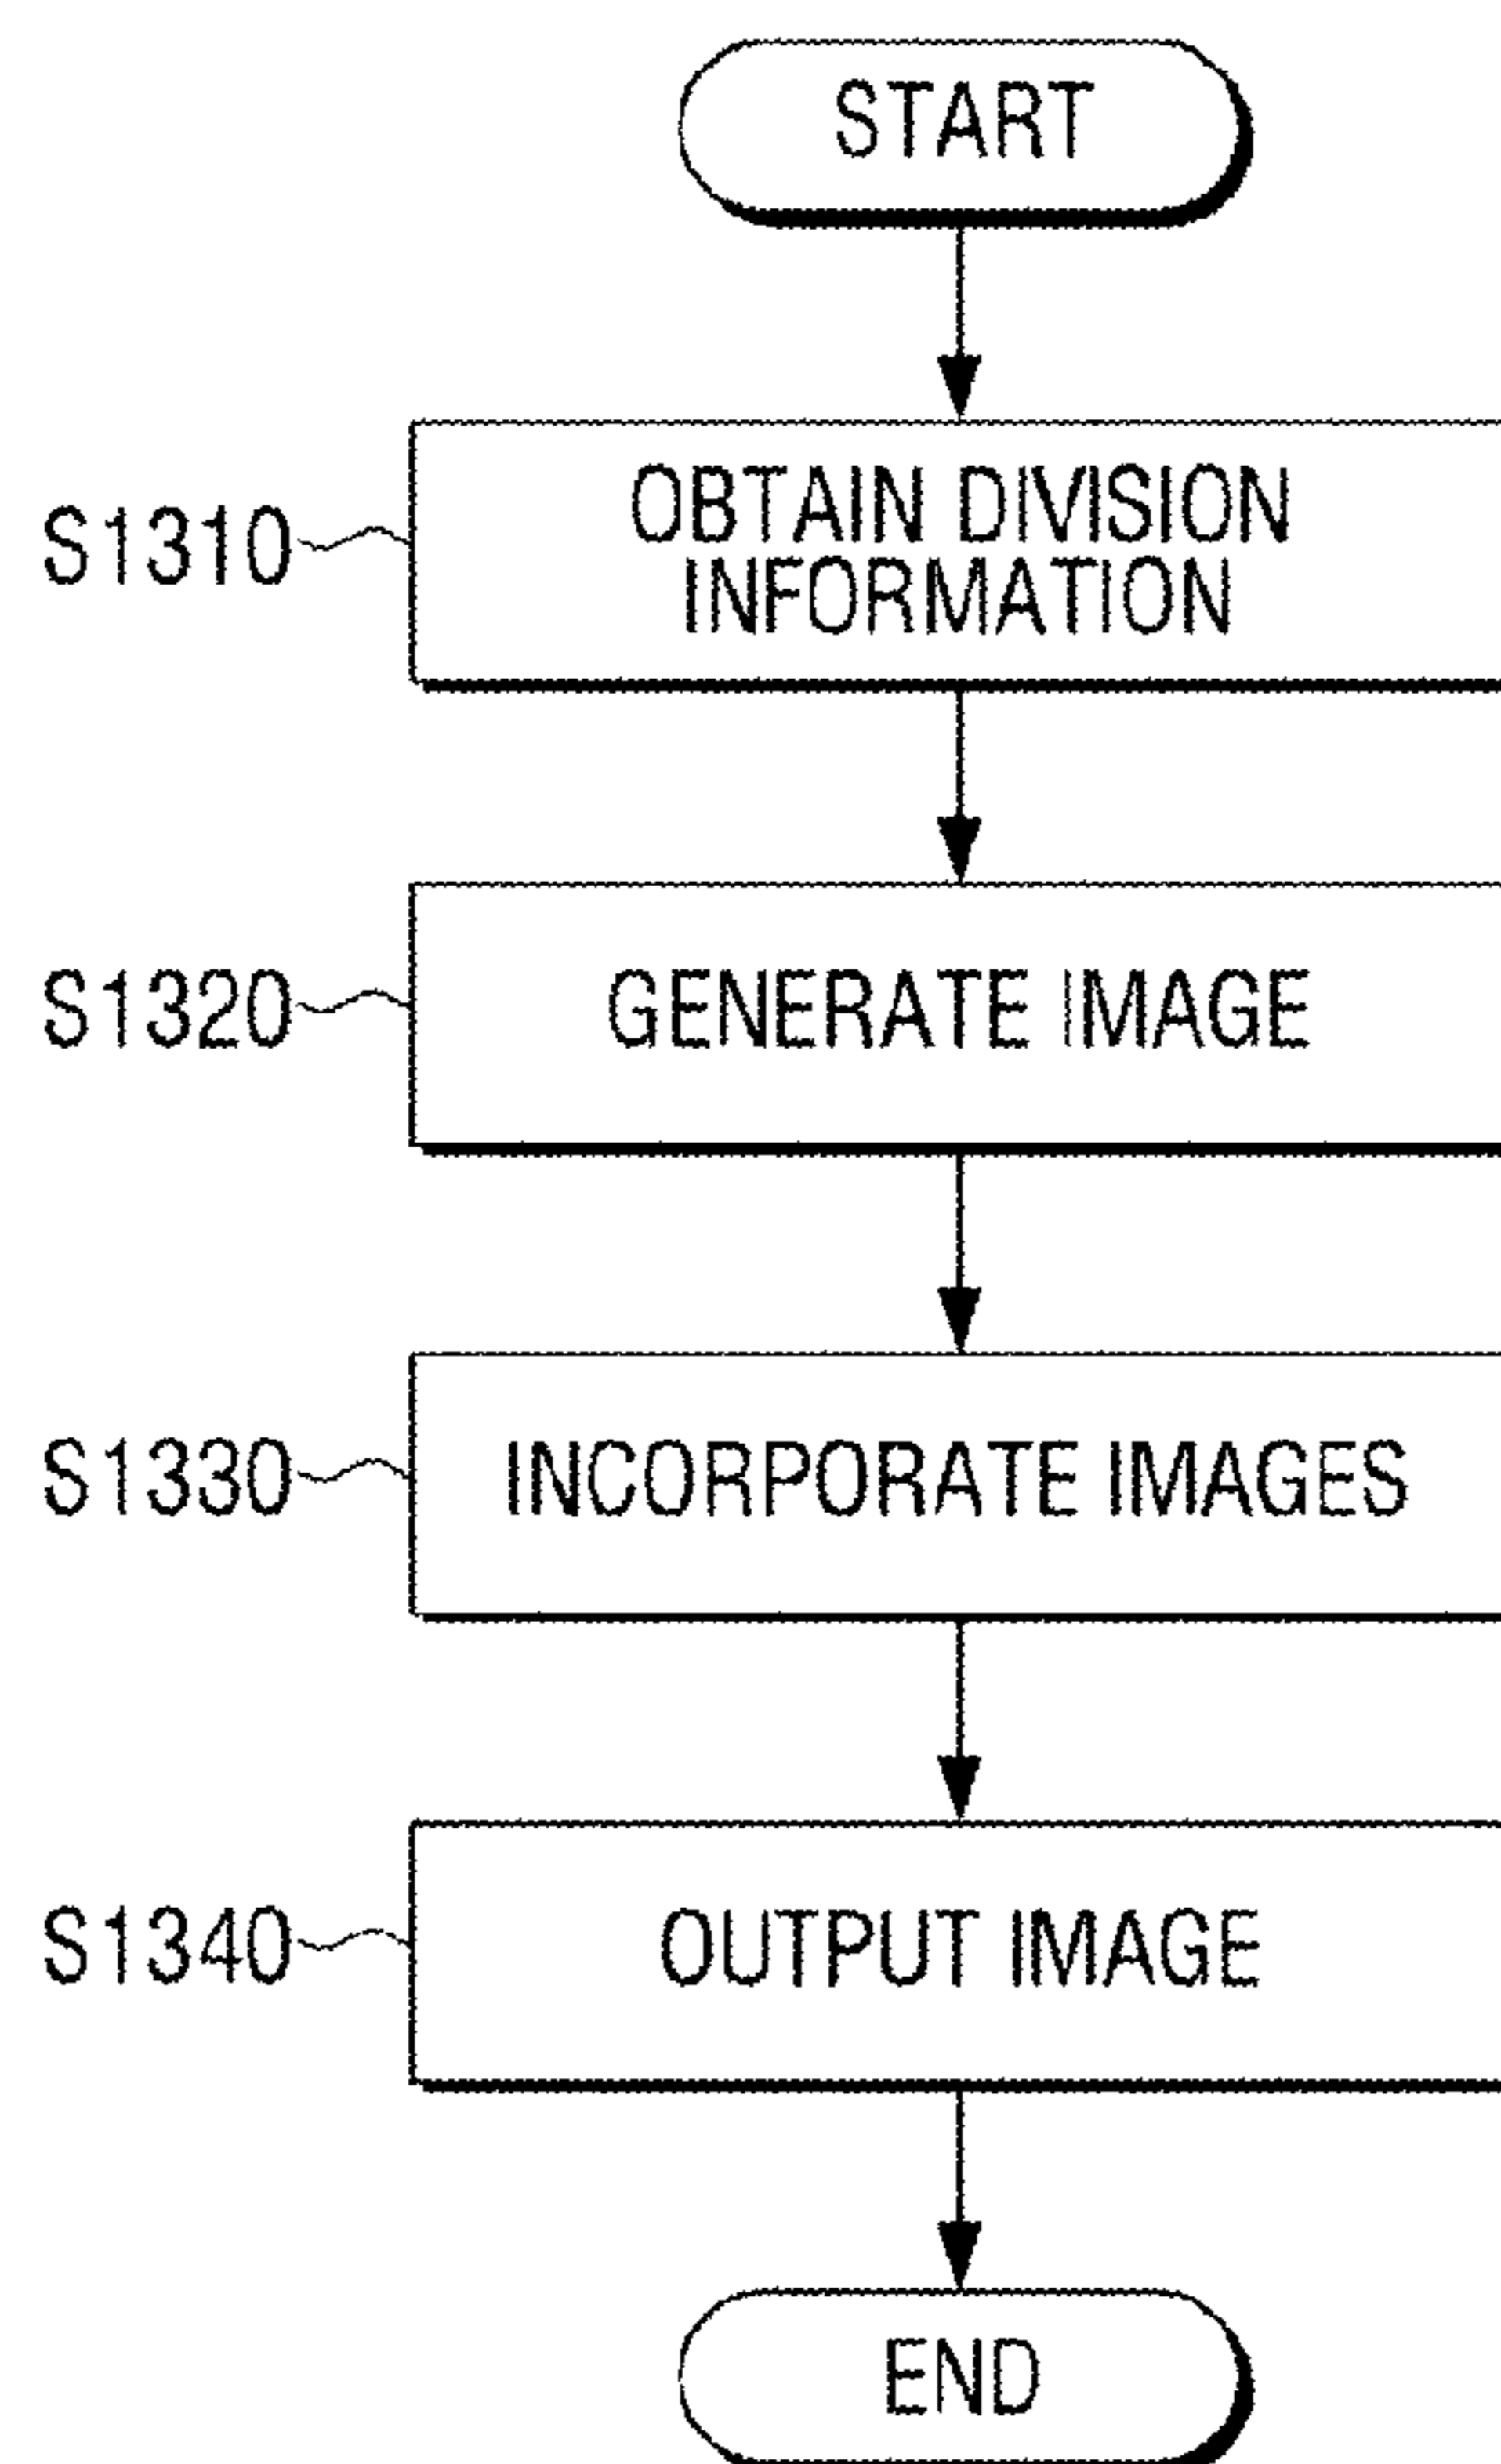 START
S1310
OBTAIN DIVISION
INFORMATION
S1320
GENERATE IMAGE
S1330
INCORPORATE IMAGES
S1340
OUTPUT IMAGE
END